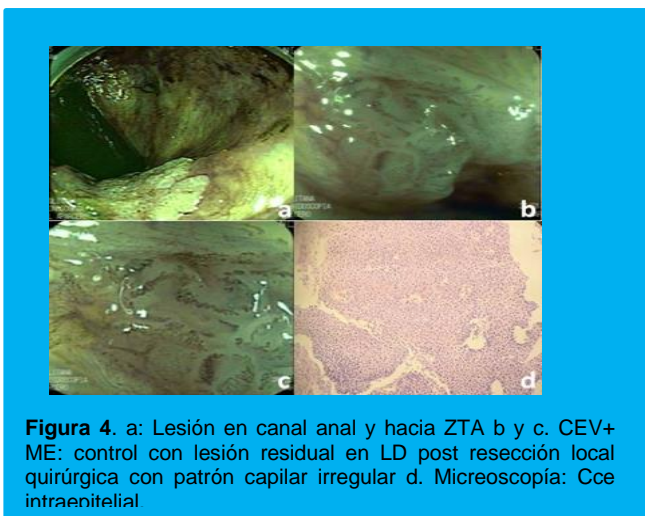 a
b
c
d
Figura 4. a: Lesión en canal anal y hacia ZTA b y c. CEV+
ME: control con lesión residual en LD post resección local
quirúrgica con patrón capilar irregular d. Micreoscopía: Cce
intraepitelial.